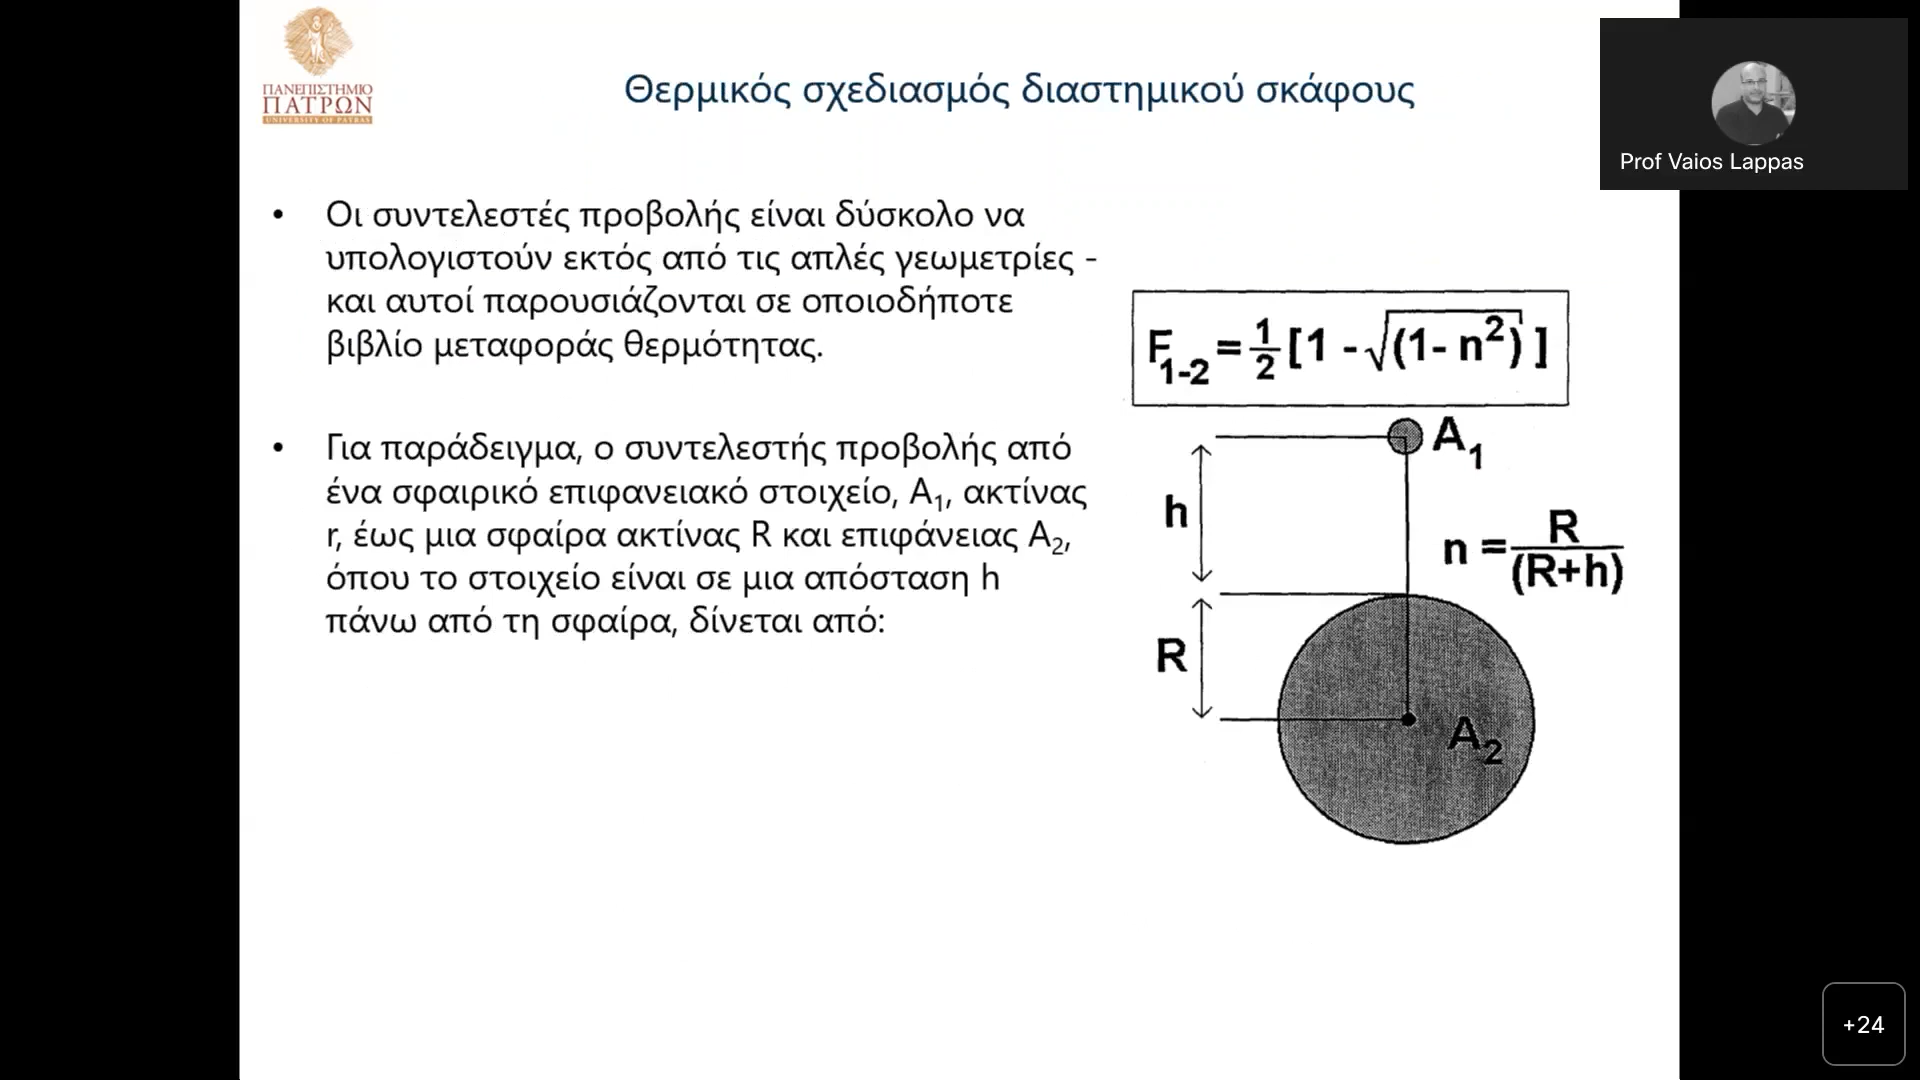 ΠΑΝΕΠΙΣΤΗΜΙΟ
ΠΑΤΡΩΝ
UNIVERSITY OF PATRAS
Θερμικός σχεδιασμός διαστημικού σκάφους
Prof Vaios Lappas
• Οι συντελεστές προβολής είναι δύσκολο να
υπολογιστούν εκτός από τις απλές γεωμετρίες -
και αυτοί παρουσιάζονται σε οποιοδήποτε
βιβλίο μεταφοράς θερμότητας.
• Για παράδειγμα, ο συντελεστής προβολής από
ένα σφαιρικό επιφανειακό στοιχείο, A₁, ακτίνας
r, έως μια σφαίρα ακτίνας R και επιφάνειας A₂,
όπου το στοιχείο είναι σε μια απόσταση h
πάνω από τη σφαίρα, δίνεται από:
F₁₋₂ = ½ [1 - √(1- n²) ]
A₁
h
n = R/(R+h)
R
A₂
+24